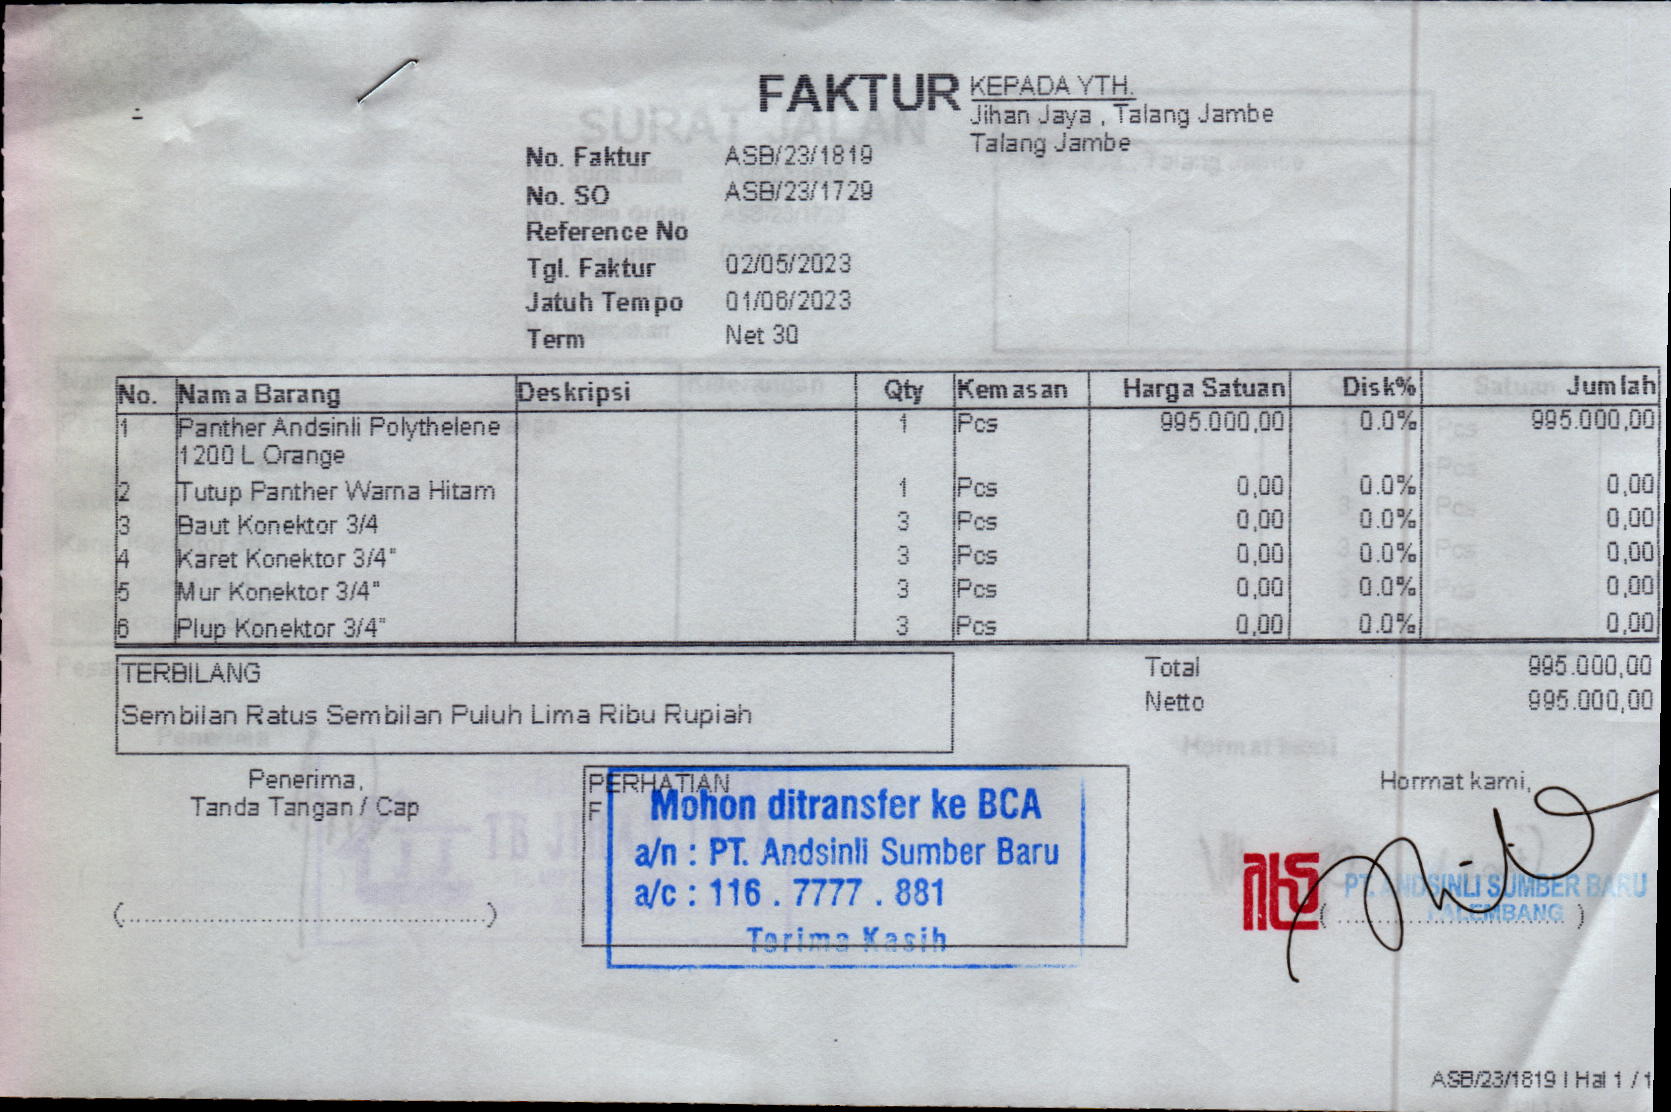 FAKTUR
KEPADA YTH.
Jihan Jaya , Talang Jambe
Talang Jambe
SURAT JALAN
No. Faktur ASB/23/1819
No. SO ASB/23/1729
Reference No
Tgl. Faktur 02/05/2023
Jatuh Tempo 01/06/2023
Term Net 30
No. Nama Barang Deskripsi Qty Kemasan Harga Satuan Disk% Jumlah
1 Panther Andsinli Polythelene 1 Pcs 995.000,00 0.0% 995.000,00
1200 L Orange
2 Tutup Panther Warna Hitam 1 Pcs 0,00 0.0% 0,00
3 Baut Konektor 3/4 3 Pcs 0,00 0.0% 0,00
4 Karet Konektor 3/4" 3 Pcs 0,00 0.0% 0,00
5 Mur Konektor 3/4" 3 Pcs 0,00 0.0% 0,00
6 Plup Konektor 3/4" 3 Pcs 0,00 0.0% 0,00
TERBILANG
Sembilan Ratus Sembilan Puluh Lima Ribu Rupiah
Total 995.000,00
Netto 995.000,00
Penerima,
Tanda Tangan / Cap
PERHATIAN
F
Mohon ditransfer ke BCA
a/n : PT. Andsinli Sumber Baru
a/c : 116 . 7777 . 881
Terima Kasih
Hormat kami,
PT. ANDSINLI SUMBER BARU
PALEMBANG
ASB/23/1819 | Hal 1 / 1